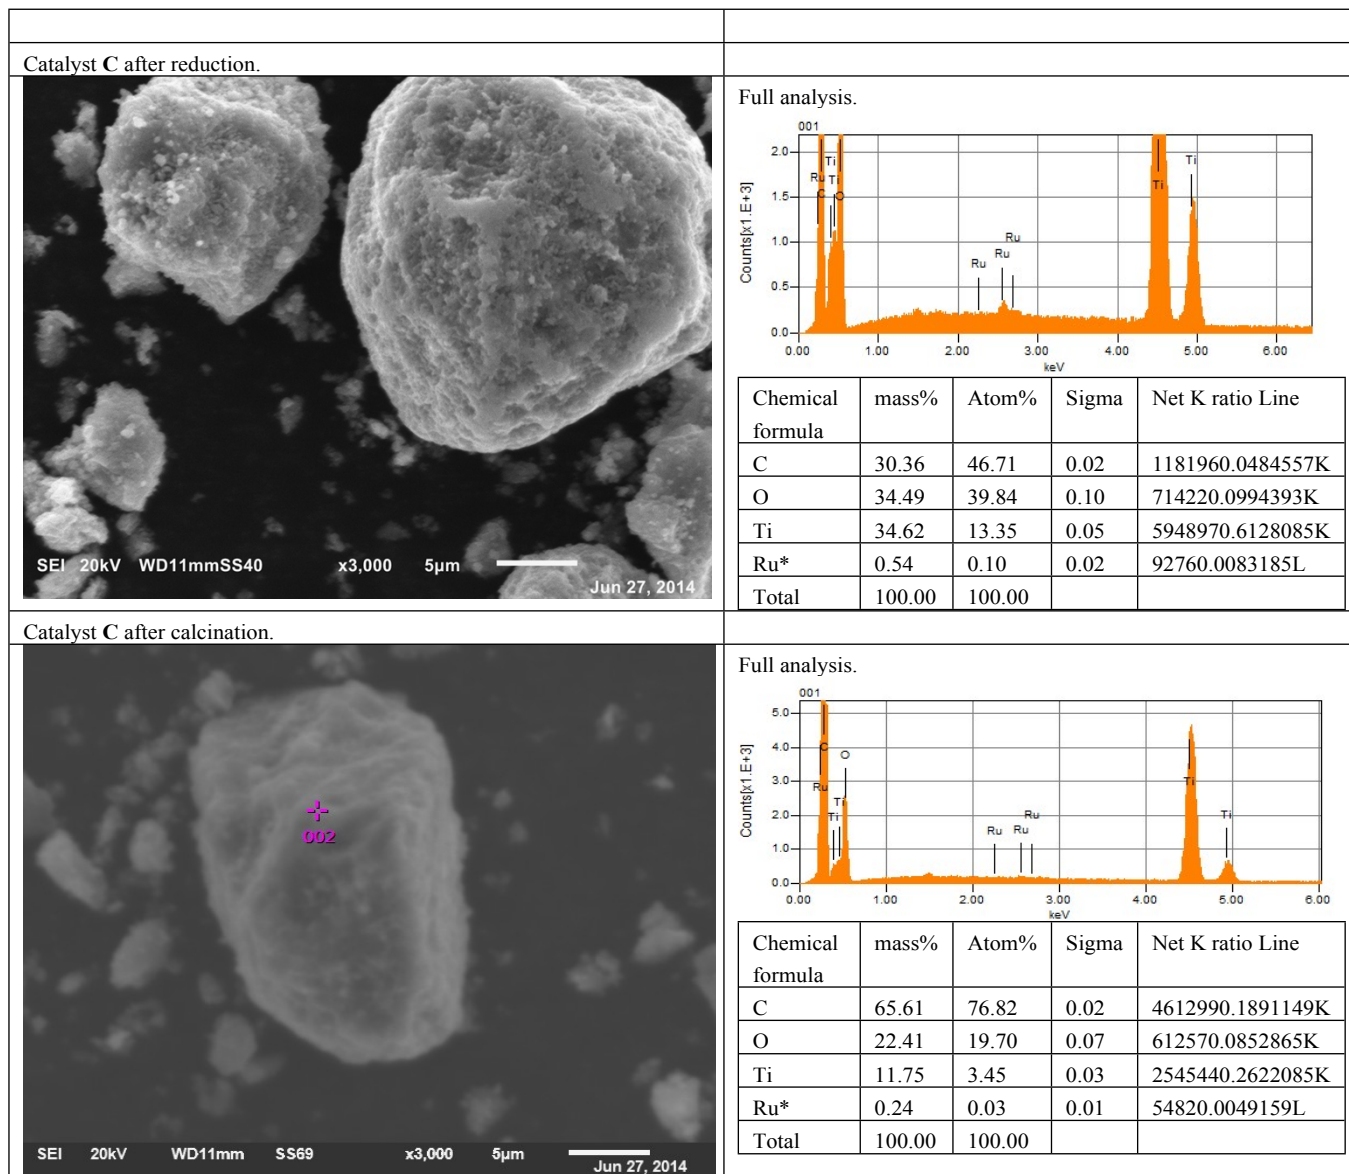 Catalyst C after reduction.
SEI 20kV WD11mmSS40 x3,000 5µm
Jun 27, 2014
Full analysis.
001
Counts[x1.E+3]
2.0
1.5
1.0
0.5
0.0
Ru C Ti Ti O Ru Ru Ru Ti Ti
0.00 1.00 2.00 3.00 4.00 5.00 6.00
keV
Chemical formula mass% Atom% Sigma Net K ratio Line
C 30.36 46.71 0.02 1181960.0484557K
O 34.49 39.84 0.10 714220.0994393K
Ti 34.62 13.35 0.05 5948970.6128085K
Ru* 0.54 0.10 0.02 92760.0083185L
Total 100.00 100.00
Catalyst C after calcination.
002
SEI 20kV WD11mm SS69 x3,000 5µm
Jun 27, 2014
Full analysis.
001
Counts[x1.E+3]
5.0
4.0
3.0
2.0
1.0
0.0
Ru C Ti Ti O Ru Ru Ru Ti Ti
0.00 1.00 2.00 3.00 4.00 5.00 6.00
keV
Chemical formula mass% Atom% Sigma Net K ratio Line
C 65.61 76.82 0.02 4612990.1891149K
O 22.41 19.70 0.07 612570.0852865K
Ti 11.75 3.45 0.03 2545440.2622085K
Ru* 0.24 0.03 0.01 54820.0049159L
Total 100.00 100.00